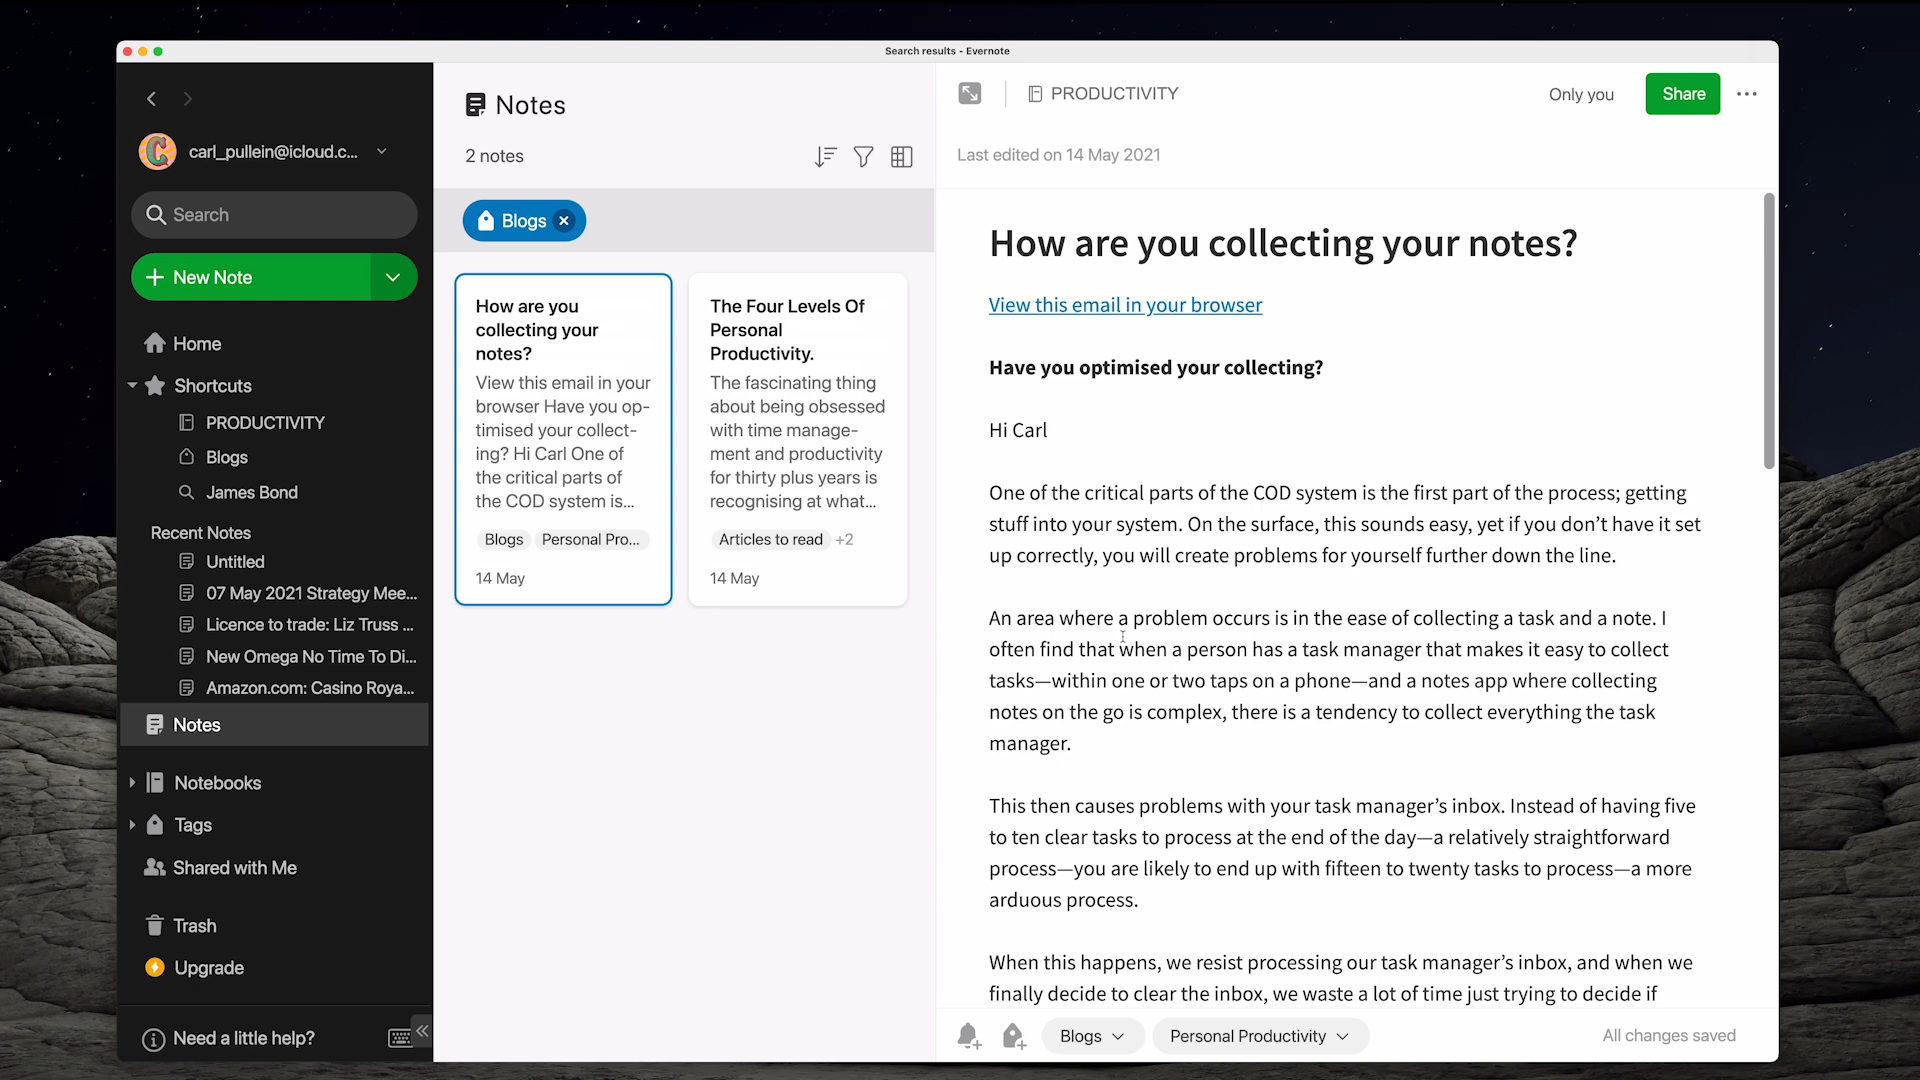 Search results - Evernote
carl_pullein@icloud.c...
Search
New Note
Home
Shortcuts
PRODUCTIVITY
Blogs
James Bond
Recent Notes
Untitled
07 May 2021 Strategy Mee...
Licence to trade: Liz Truss ...
New Omega No Time To Di...
Amazon.com: Casino Roya...
Notes
Notebooks
Tags
Shared with Me
Trash
Upgrade
Need a little help?
Notes
2 notes
Blogs
How are you
collecting your
notes?
View this email in your
browser Have you op-
timised your collect-
ing? Hi Carl One of
the critical parts of
the COD system is...
Blogs
Personal Pro...
14 May
The Four Levels Of
Personal
Productivity.
The fascinating thing
about being obsessed
with time manage-
ment and productivity
for thirty plus years is
recognising at what...
Articles to read +2
14 May
PRODUCTIVITY
Only you
Share
Last edited on 14 May 2021
How are you collecting your notes?
View this email in your browser
Have you optimised your collecting?
Hi Carl
One of the critical parts of the COD system is the first part of the process; getting
stuff into your system. On the surface, this sounds easy, yet if you don’t have it set
up correctly, you will create problems for yourself further down the line.
An area where a problem occurs is in the ease of collecting a task and a note. I
often find that when a person has a task manager that makes it easy to collect
tasks—within one or two taps on a phone—and a notes app where collecting
notes on the go is complex, there is a tendency to collect everything the task
manager.
This then causes problems with your task manager’s inbox. Instead of having five
to ten clear tasks to process at the end of the day—a relatively straightforward
process—you are likely to end up with fifteen to twenty tasks to process—a more
arduous process.
When this happens, we resist processing our task manager’s inbox, and when we
finally decide to clear the inbox, we waste a lot of time just trying to decide if
Blogs
Personal Productivity
All changes saved